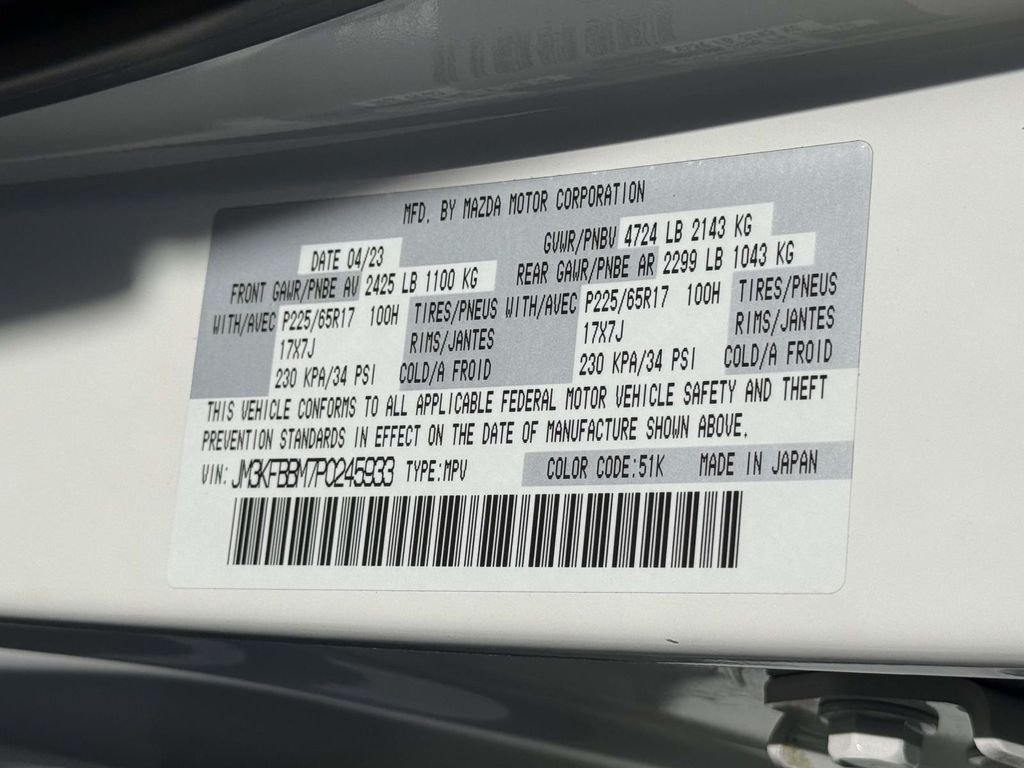 MFD. BY MAZDA MOTOR CORPORATION
DATE 04/23 GVWR/PNBV 4724 LB 2143 KG
FRONT GAWR/PNBE AV 2425 LB 1100 KG REAR GAWR/PNBE AR 2299 LB 1043 KG
WITH/AVEC P225/65R17 100H TIRES/PNEUS WITH/AVEC P225/65R17 100H TIRES/PNEUS
17X7J RIMS/JANTES 17X7J RIMS/JANTES
230 KPA/34 PSI COLD/A FROID 230 KPA/34 PSI COLD/A FROID
THIS VEHICLE CONFORMS TO ALL APPLICABLE FEDERAL MOTOR VEHICLE SAFETY AND THEFT
PREVENTION STANDARDS IN EFFECT ON THE DATE OF MANUFACTURE SHOWN ABOVE.
VIN: JM3KFBBM7P0245933 TYPE:MPV COLOR CODE:51K MADE IN JAPAN